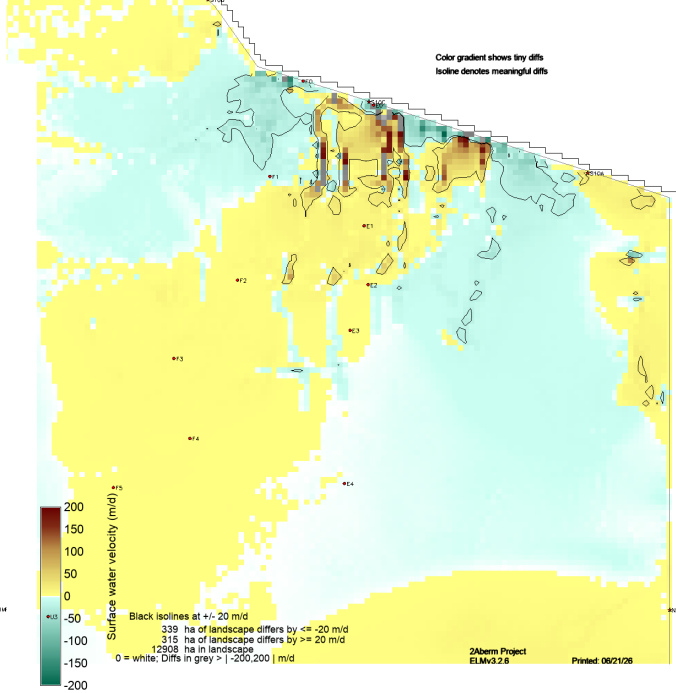 Color gradient shows tiny diffs
Isoline denotes meaningful diffs
F0
S10C
S10A
F1
E1
F2
E2
E3
F3
F4
E4
F5
200
150
100
50
0
-50
-100
-150
-200
U3
Surface water velocity (m/d)
Black isolines at +/- 20 m/d
339 ha of landscape differs by <= -20 m/d
315 ha of landscape differs by >= 20 m/d
12908 ha in landscape
0 = white; Diffs in grey > | -200,200 | m/d
2Aberm Project
ELMv3.2.6
Printed: 06/21/26